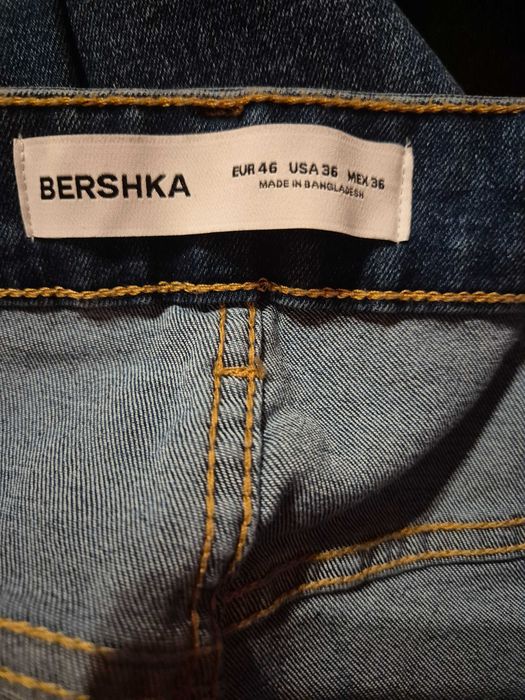 BERSHKA
EUR 46 USA 36 MEX 36
MADE IN BANGLADESH